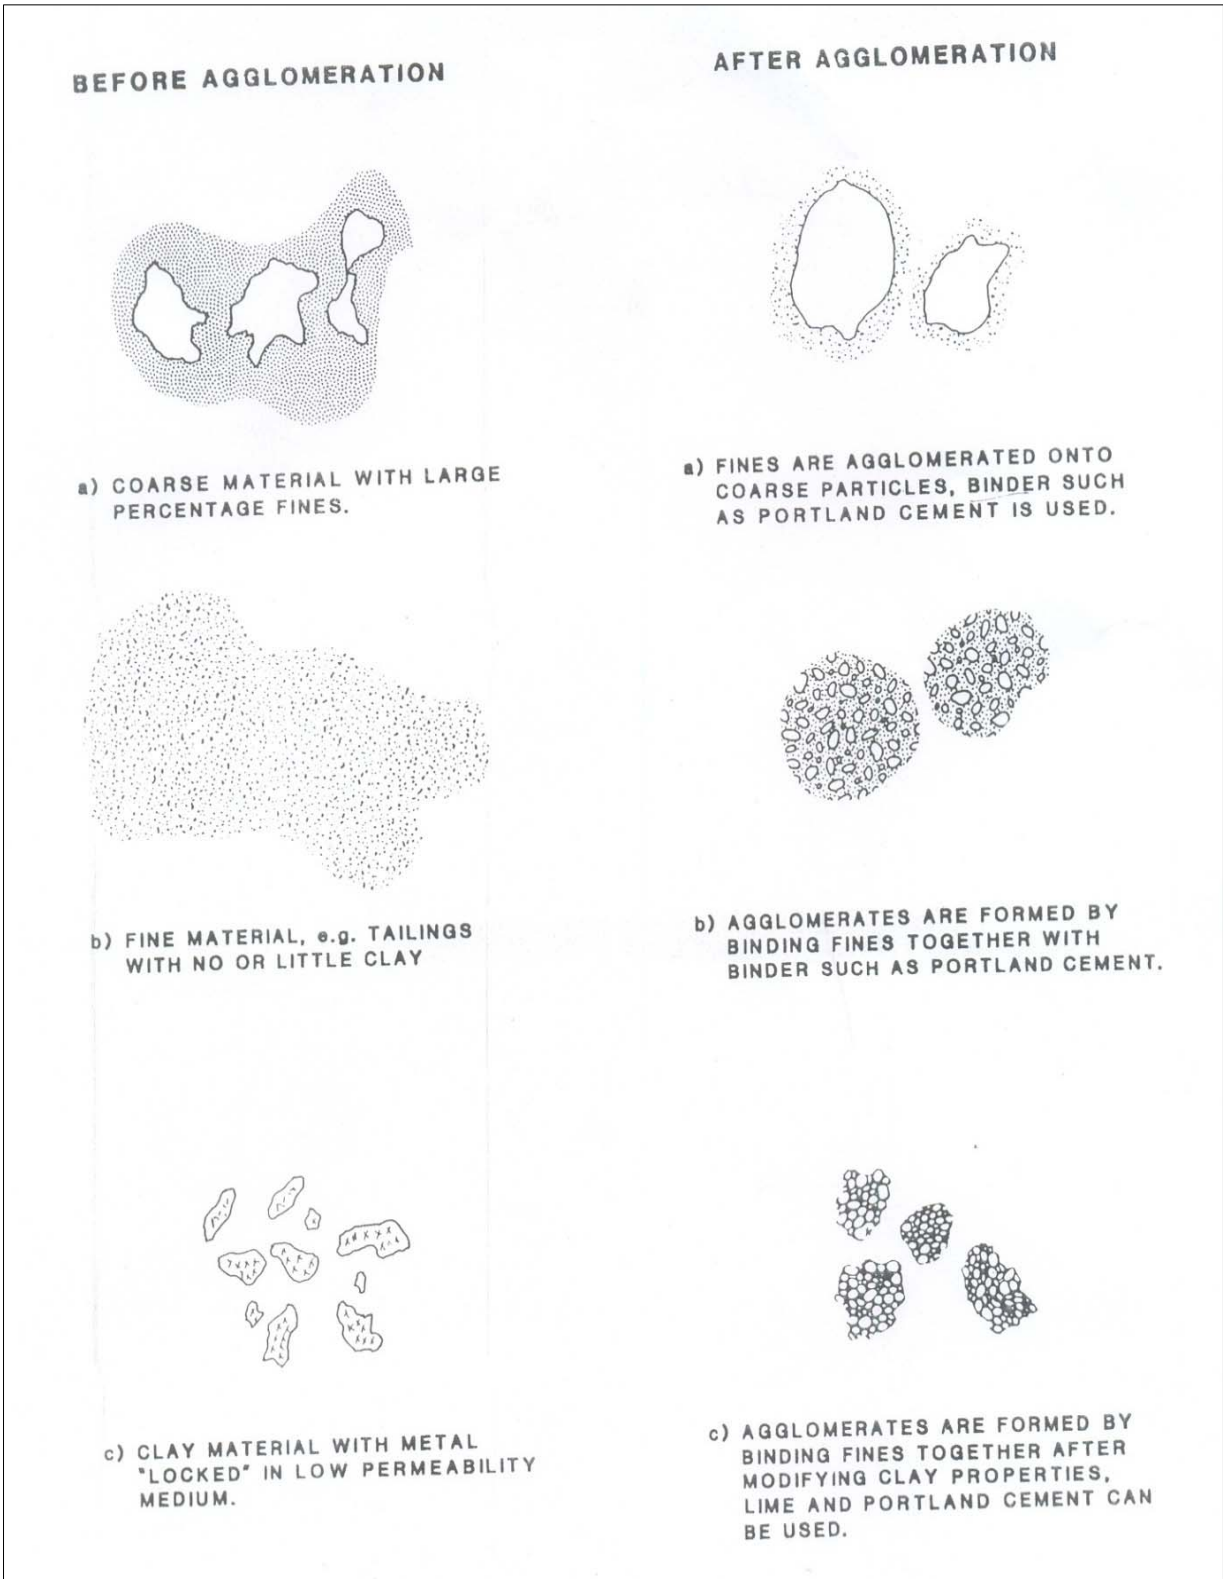 BEFORE AGGLOMERATION
AFTER AGGLOMERATION
a) COARSE MATERIAL WITH LARGE
PERCENTAGE FINES.
a) FINES ARE AGGLOMERATED ONTO
COARSE PARTICLES, BINDER SUCH
AS PORTLAND CEMENT IS USED.
b) FINE MATERIAL, e.g. TAILINGS
WITH NO OR LITTLE CLAY
b) AGGLOMERATES ARE FORMED BY
BINDING FINES TOGETHER WITH
BINDER SUCH AS PORTLAND CEMENT.
c) CLAY MATERIAL WITH METAL
"LOCKED" IN LOW PERMEABILITY
MEDIUM.
c) AGGLOMERATES ARE FORMED BY
BINDING FINES TOGETHER AFTER
MODIFYING CLAY PROPERTIES,
LIME AND PORTLAND CEMENT CAN
BE USED.